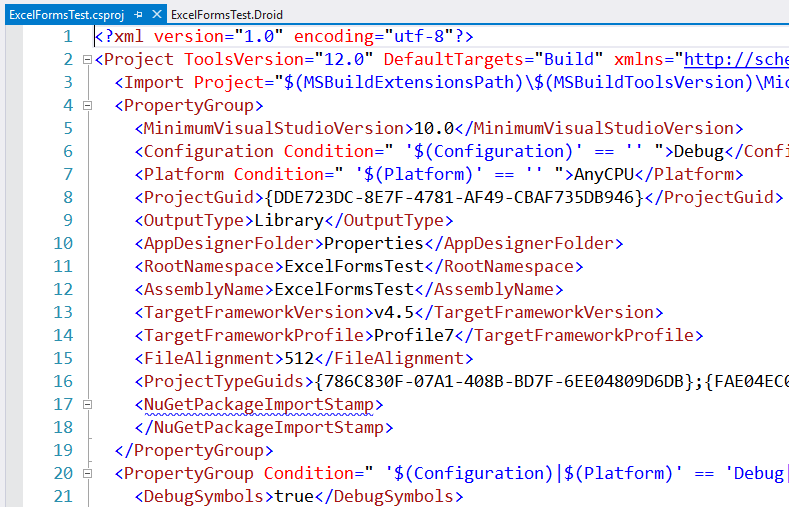 ExcelFormsTest.csproj ExcelFormsTest.Droid
1 <?xml version="1.0" encoding="utf-8"?>
2 <Project ToolsVersion="12.0" DefaultTargets="Build" xmlns="http://sche
3 <Import Project="$(MSBuildExtensionsPath)\$(MSBuildToolsVersion)\Mic
4 <PropertyGroup>
5 <MinimumVisualStudioVersion>10.0</MinimumVisualStudioVersion>
6 <Configuration Condition=" '$(Configuration)' == '' ">Debug</Confi
7 <Platform Condition=" '$(Platform)' == '' ">AnyCPU</Platform>
8 <ProjectGuid>{DDE723DC-8E7F-4781-AF49-CBAF735DB946}</ProjectGuid>
9 <OutputType>Library</OutputType>
10 <AppDesignerFolder>Properties</AppDesignerFolder>
11 <RootNamespace>ExcelFormsTest</RootNamespace>
12 <AssemblyName>ExcelFormsTest</AssemblyName>
13 <TargetFrameworkVersion>v4.5</TargetFrameworkVersion>
14 <TargetFrameworkProfile>Profile7</TargetFrameworkProfile>
15 <FileAlignment>512</FileAlignment>
16 <ProjectTypeGuids>{786C830F-07A1-408B-BD7F-6EE04809D6DB};{FAE04EC0
17 <NuGetPackageImportStamp>
18 </NuGetPackageImportStamp>
19 </PropertyGroup>
20 <PropertyGroup Condition=" '$(Configuration)|$(Platform)' == 'Debug|
21 <DebugSymbols>true</DebugSymbols>